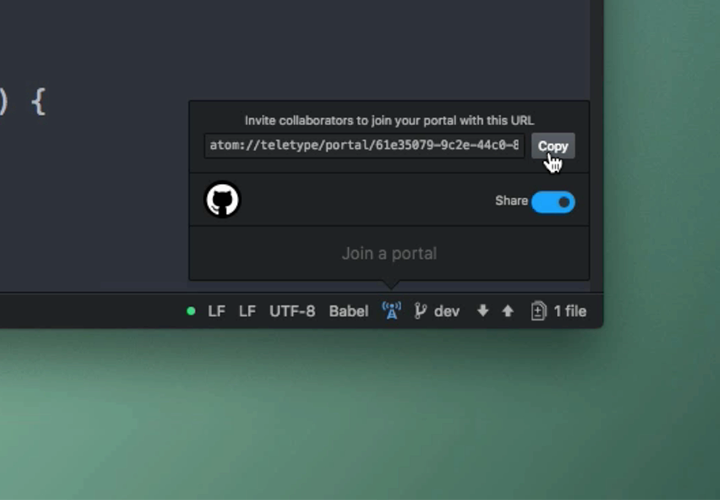 ) {
Invite collaborators to join your portal with this URL
atom://teletype/portal/61e35079-9c2e-44c0-8
Copy
Share
Join a portal
LF LF UTF-8 Babel dev 1 file